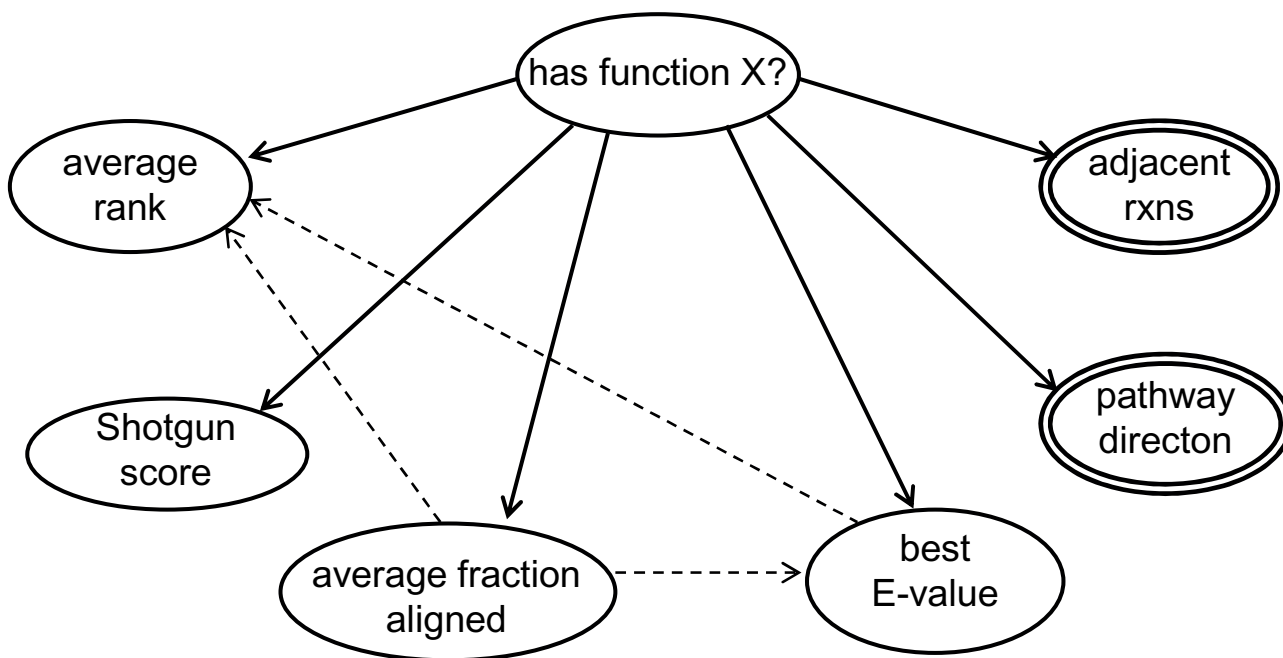 has function X?
average
rank
adjacent
rxns
Shotgun
score
pathway
directon
average fraction
aligned
best
E-value